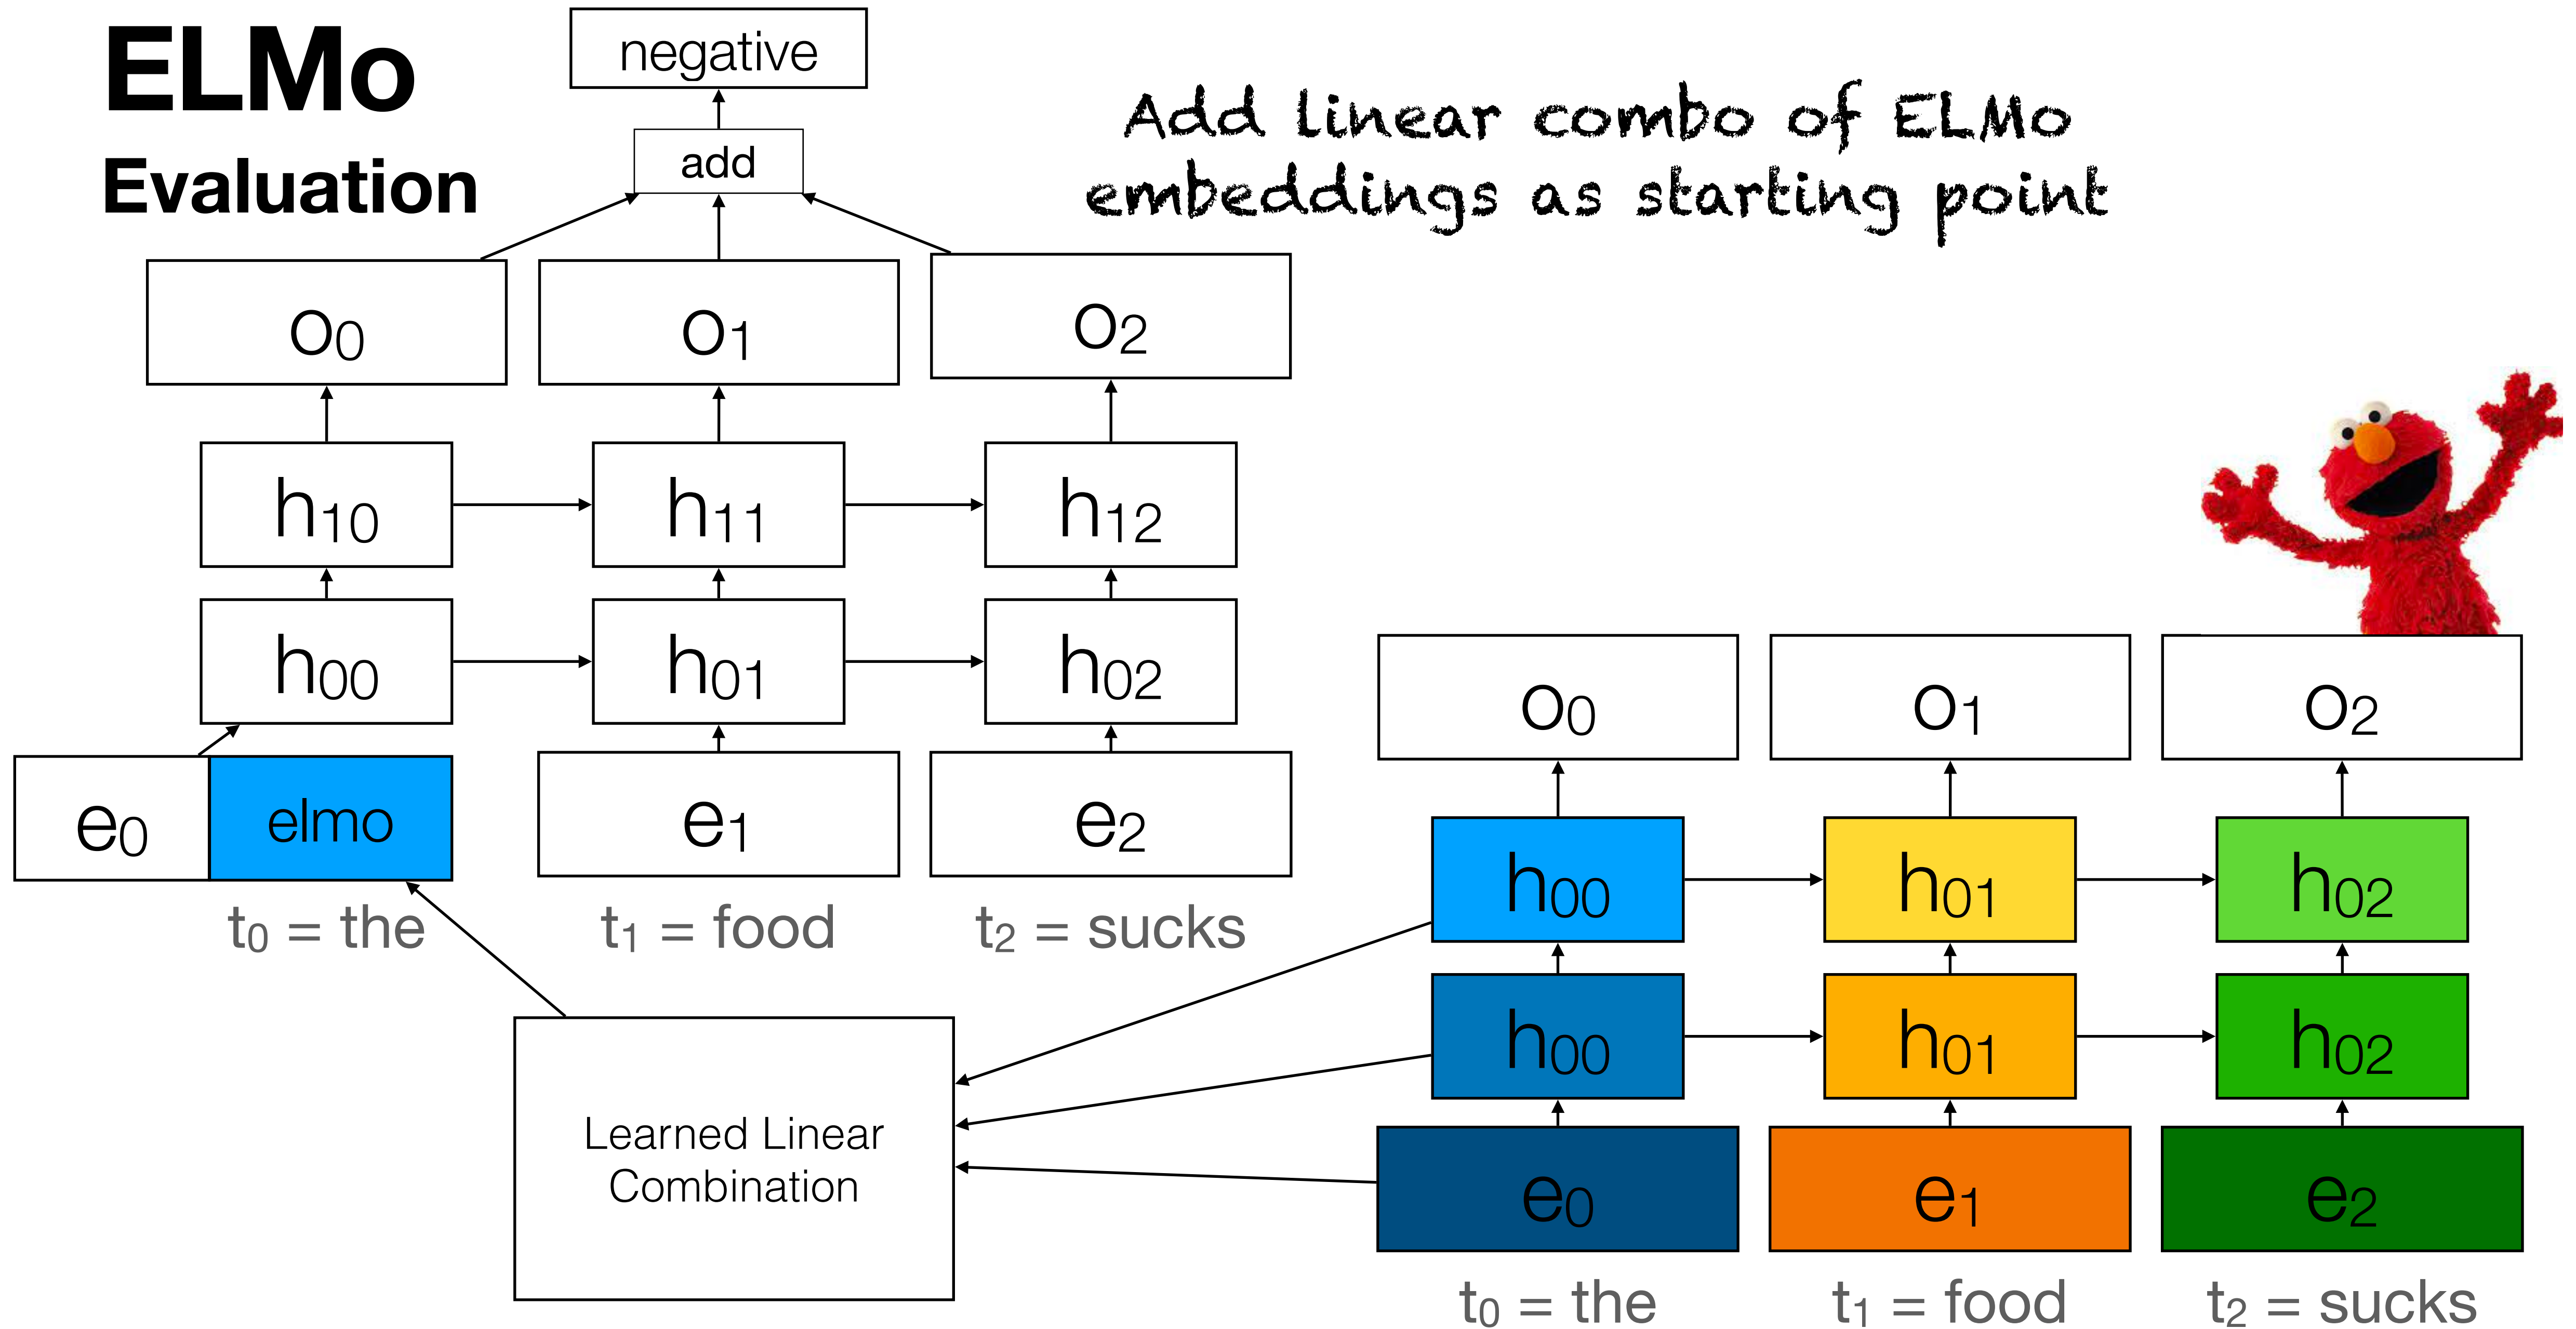 ELMo
Evaluation
negative
add
Add linear combo of ELMo
embeddings as starting point
o0
o1
o2
h10
h11
h12
h00
h01
h02
e0
elmo
e1
e2
t0 = the
t1 = food
t2 = sucks
Learned Linear
Combination
o0
o1
o2
h00
h01
h02
h00
h01
h02
e0
e1
e2
t0 = the
t1 = food
t2 = sucks